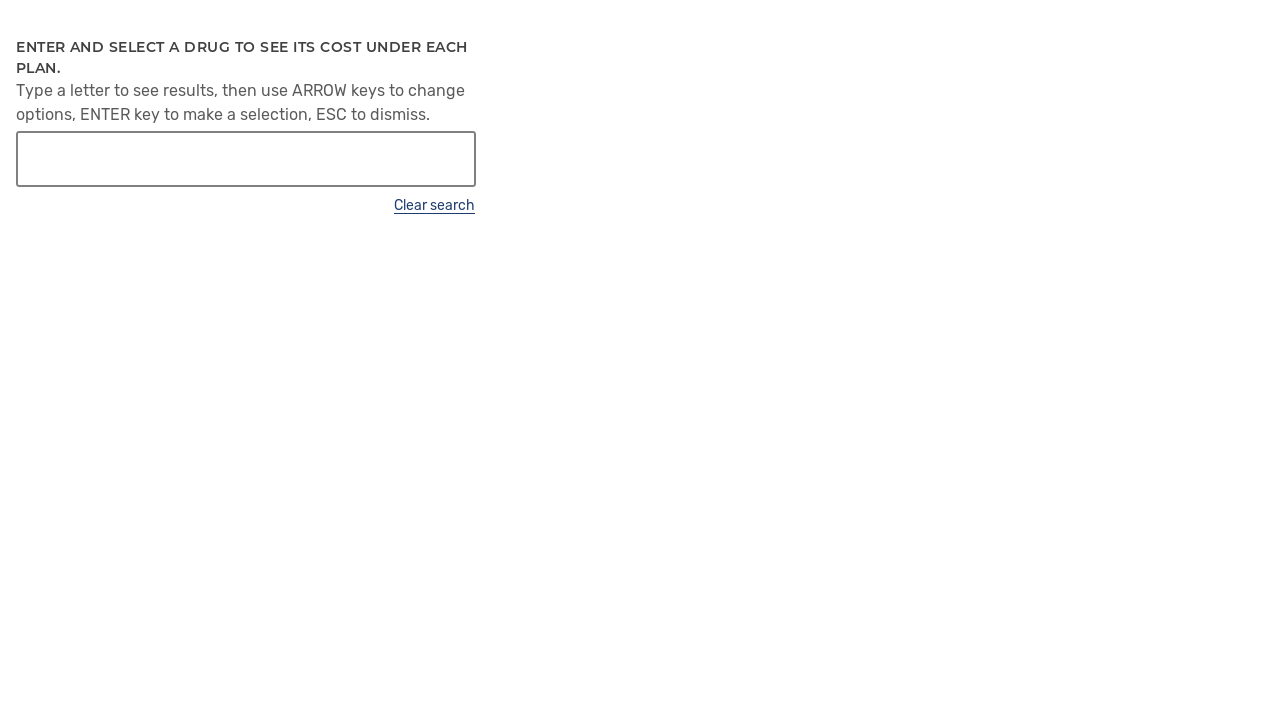 ENTER AND SELECT A DRUG TO SEE ITS COST UNDER EACH
PLAN.
Type a letter to see results, then use ARROW keys to change
options, ENTER key to make a selection, ESC to dismiss.
Clear search